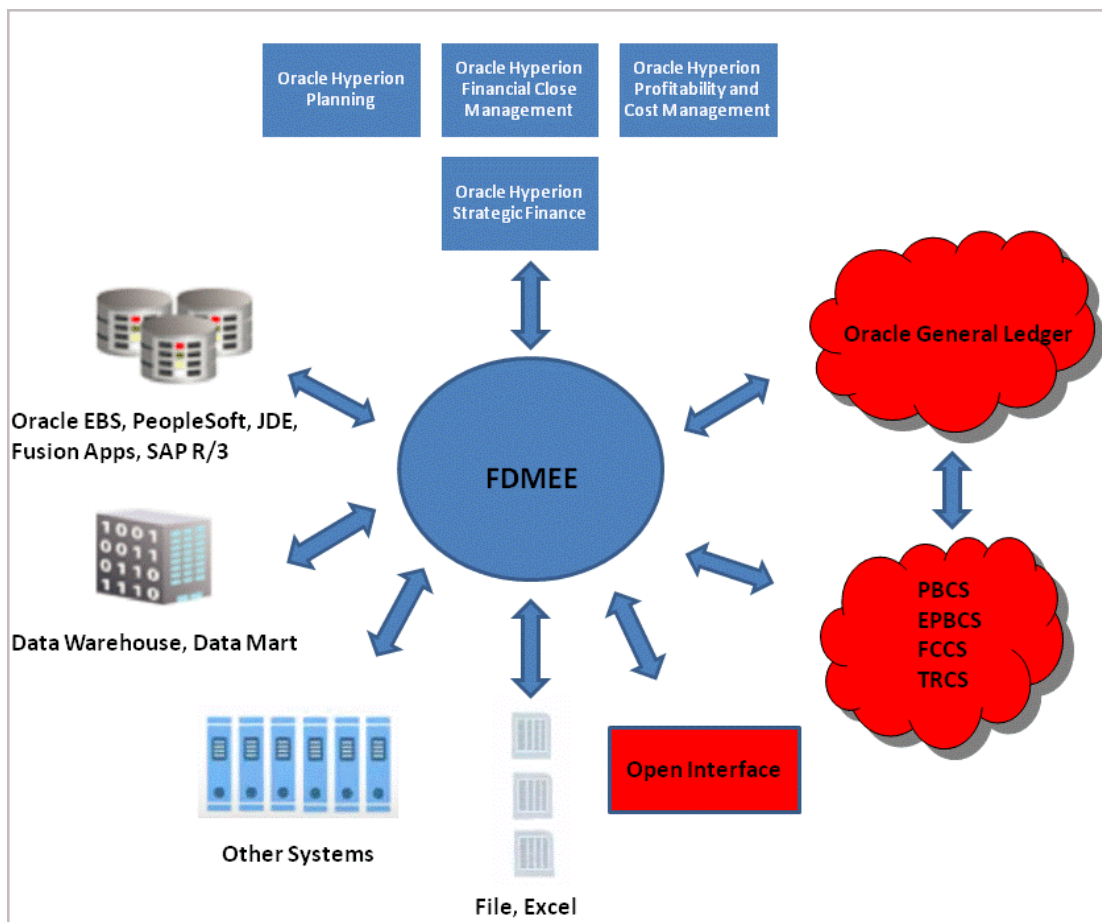 Oracle Hyperion
Planning
Oracle Hyperion
Financial Close
Management
Oracle Hyperion
Profitability and
Cost Management
Oracle Hyperion
Strategic Finance
Oracle General Ledger
Oracle EBS, PeopleSoft, JDE,
Fusion Apps, SAP R/3
FDMEE
1001
0011
0110
1110
Data Warehouse, Data Mart
PBCS
EPBCS
FCCS
TRCS
Open Interface
Other Systems
File, Excel